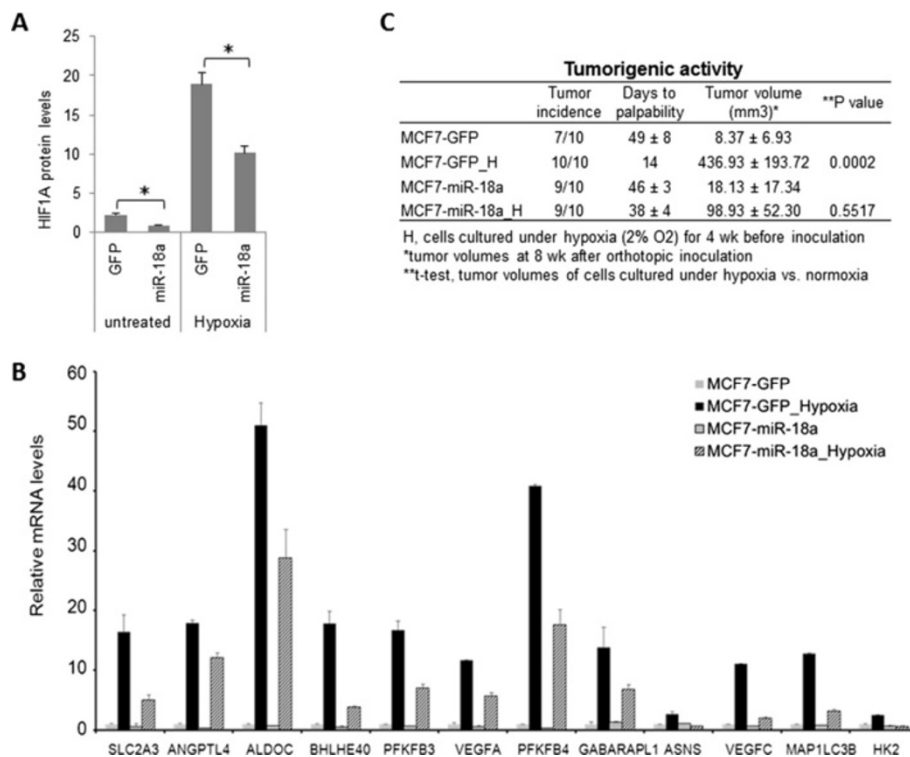 A
HIF1A protein levels
25
20
15
10
5
0
*
*
GFP
miR-18a
GFP
miR-18a
untreated
Hypoxia
C
Tumorigenic activity
Tumor incidence Days to palpability Tumor volume (mm3)* **P value
MCF7-GFP 7/10 49 ± 8 8.37 ± 6.93
MCF7-GFP_H 10/10 14 436.93 ± 193.72 0.0002
MCF7-miR-18a 9/10 46 ± 3 18.13 ± 17.34
MCF7-miR-18a_H 9/10 38 ± 4 98.93 ± 52.30 0.5517
H, cells cultured under hypoxia (2% O2) for 4 wk before inoculation
*tumor volumes at 8 wk after orthotopic inoculation
**t-test, tumor volumes of cells cultured under hypoxia vs. normoxia
B
Relative mRNA levels
60
50
40
30
20
10
0
MCF7-GFP
MCF7-GFP_Hypoxia
MCF7-miR-18a
MCF7-miR-18a_Hypoxia
SLC2A3 ANGPTL4 ALDOC BHLHE40 PFKFB3 VEGFA PFKFB4 GABARAPL1 ASNS VEGFC MAP1LC3B HK2